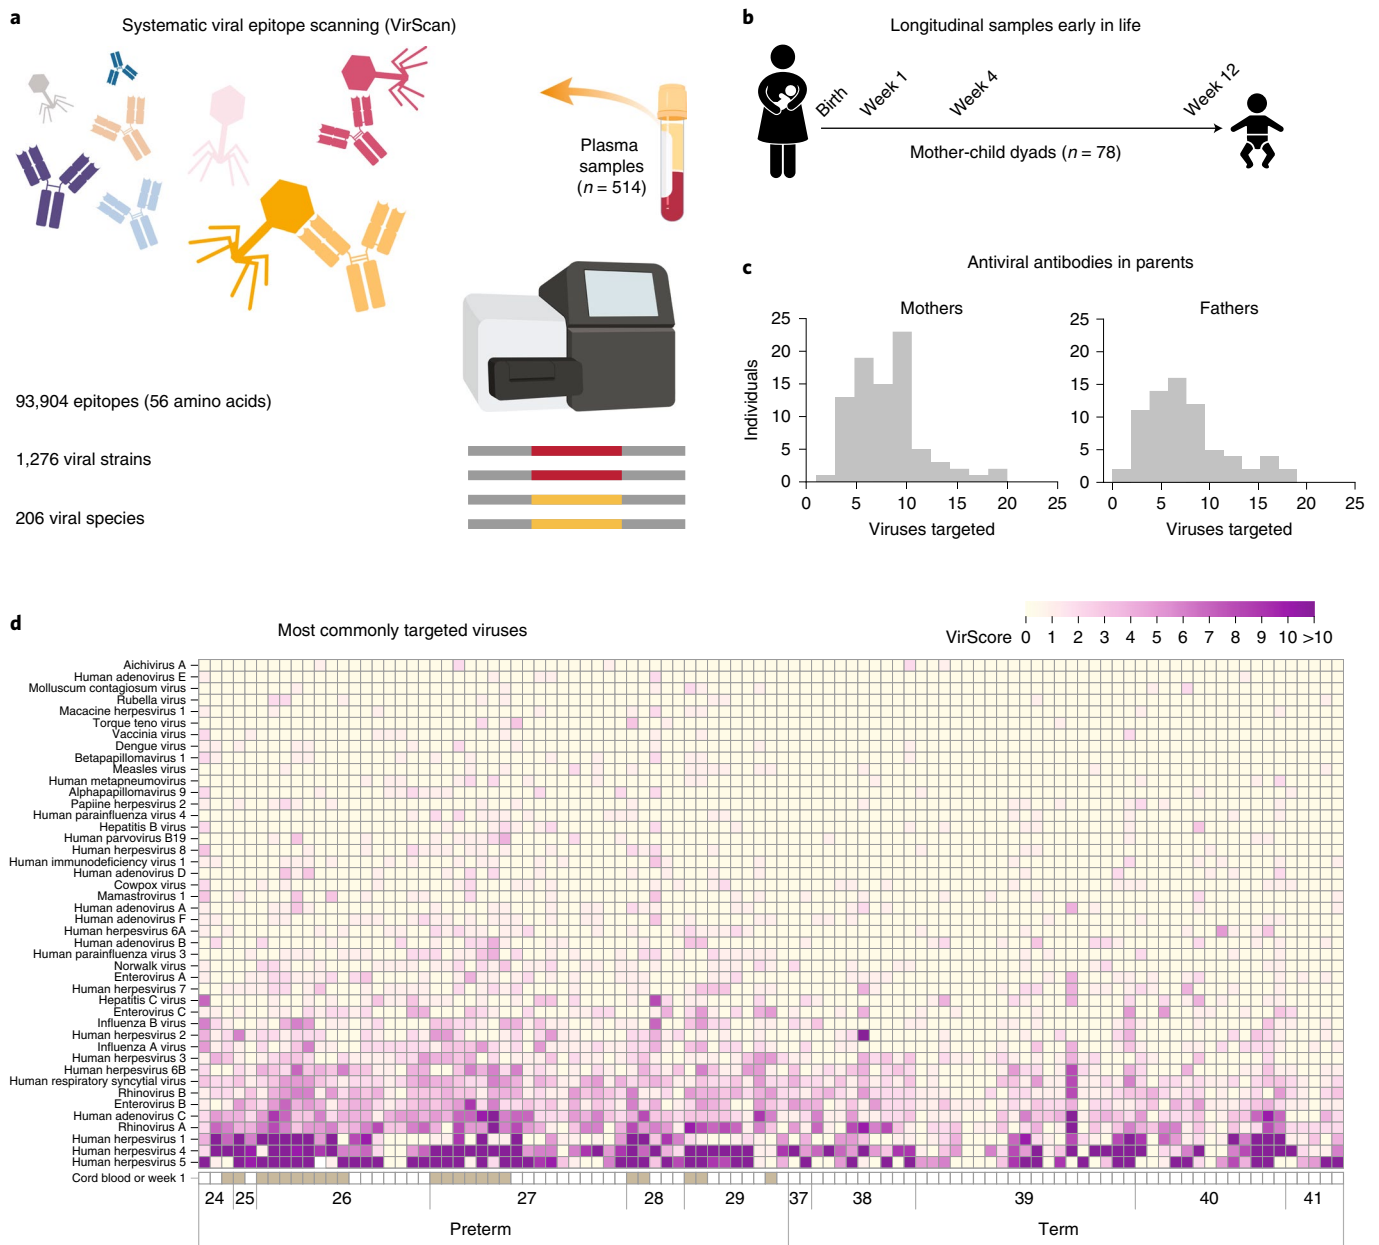 a
Systematic viral epitope scanning (VirScan)
Plasma
samples
(n = 514)
93,904 epitopes (56 amino acids)
1,276 viral strains
206 viral species
b
Longitudinal samples early in life
Birth
Week 1
Week 4
Week 12
Mother-child dyads (n = 78)
c
Antiviral antibodies in parents
Mothers
Individuals
25
20
15
10
5
0
0 5 10 15 20 25
Viruses targeted
Fathers
25
20
15
10
5
0
0 5 10 15 20 25
Viruses targeted
d
Most commonly targeted viruses
VirScore 0 1 2 3 4 5 6 7 8 9 10 >10
Aichivirus A
Human adenovirus E
Molluscum contagiosum virus
Rubella virus
Macacine herpesvirus 1
Torque teno virus
Vaccinia virus
Dengue virus
Betapapillomavirus 1
Measles virus
Human metapneumovirus
Alphapapillomavirus 9
Papiine herpesvirus 2
Human parainfluenza virus 4
Hepatitis B virus
Human parvovirus B19
Human herpesvirus 8
Human immunodeficiency virus 1
Human adenovirus D
Cowpox virus
Mamastrovirus 1
Human adenovirus A
Human adenovirus F
Human herpesvirus 6A
Human adenovirus B
Human parainfluenza virus 3
Norwalk virus
Enterovirus A
Human herpesvirus 7
Hepatitis C virus
Enterovirus C
Influenza B virus
Human herpesvirus 2
Influenza A virus
Human herpesvirus 3
Human herpesvirus 6B
Human respiratory syncytial virus
Rhinovirus B
Enterovirus B
Human adenovirus C
Rhinovirus A
Human herpesvirus 1
Human herpesvirus 4
Human herpesvirus 5
Cord blood or week 1
24 25 26 27 28 29 37 38 39 40 41
Preterm Term